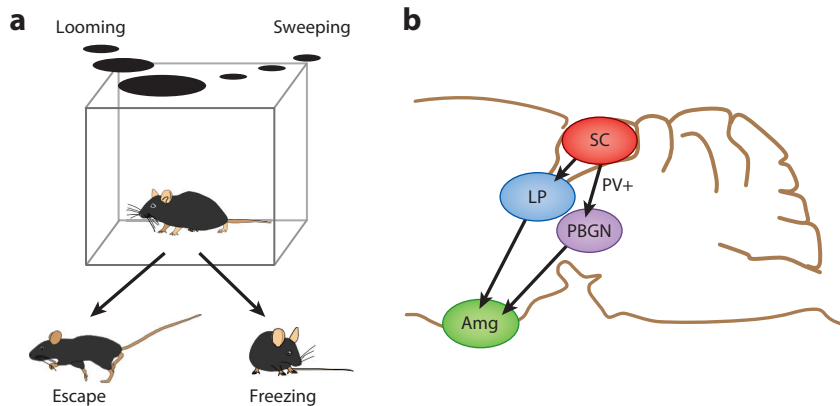 a
Looming
Sweeping
Escape
Freezing
b
SC
PV+
LP
PBGN
Amg